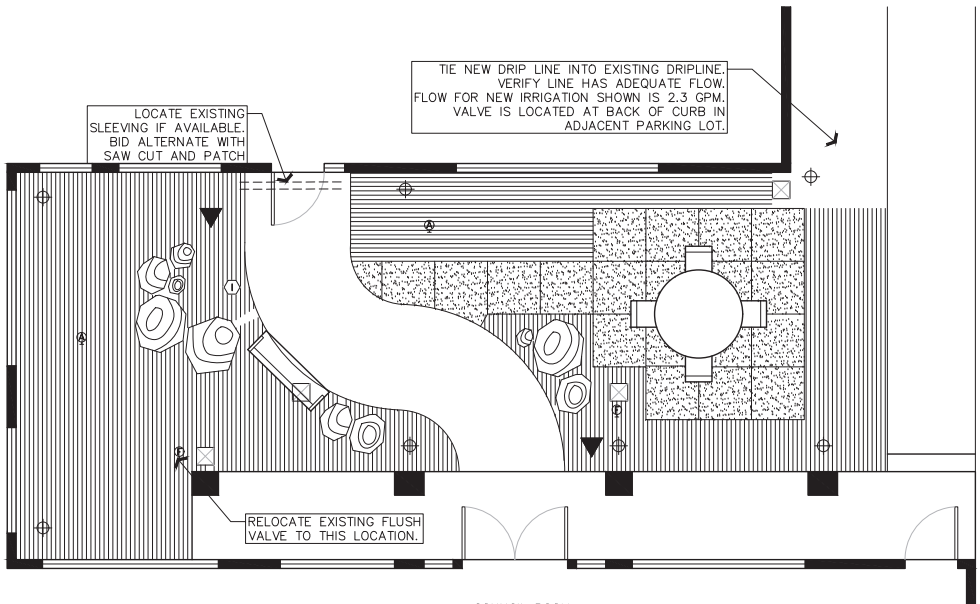 TIE NEW DRIP LINE INTO EXISTING DRIPLINE.
VERIFY LINE HAS ADEQUATE FLOW.
FLOW FOR NEW IRRIGATION SHOWN IS 2.3 GPM.
VALVE IS LOCATED AT BACK OF CURB IN
ADJACENT PARKING LOT.
LOCATE EXISTING
SLEEVING IF AVAILABLE.
BID ALTERNATE WITH
SAW CUT AND PATCH
A
I
A
F
F
RELOCATE EXISTING FLUSH
VALVE TO THIS LOCATION.